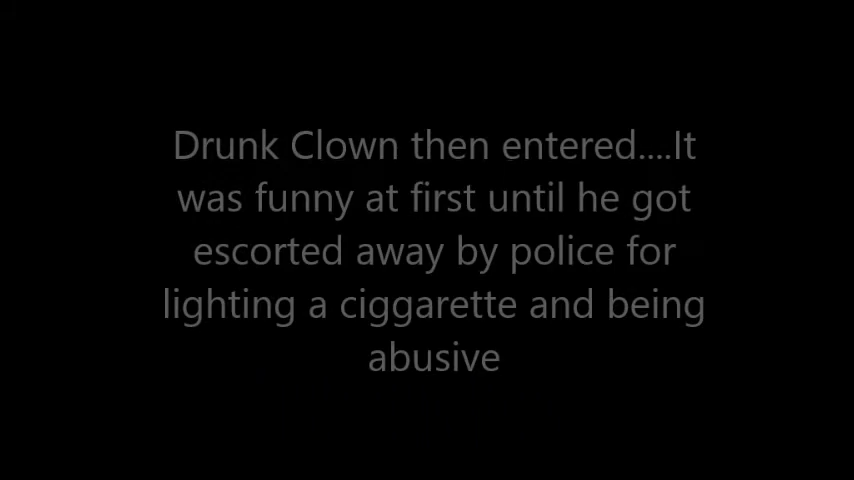 Drunk Clown then entered....It
was funny at first until he got
escorted away by police for
lighting a ciggarette and being
abusive